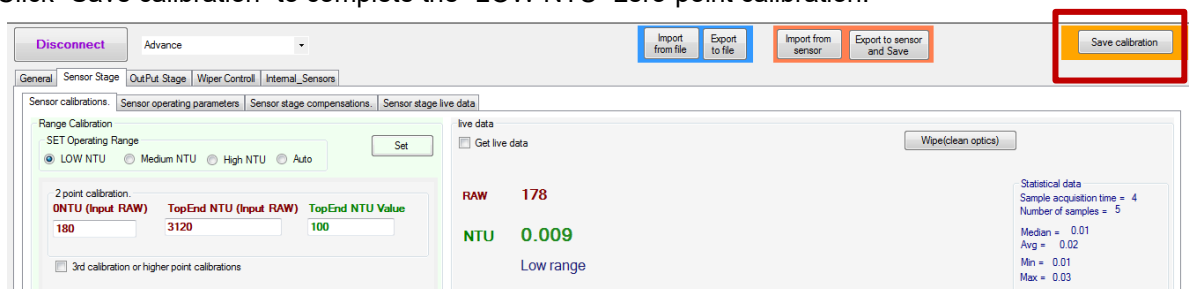 Click "Save calibration" to complete the "LOW NTU" zero point calibration.
Disconnect
Advance
Import from file
Export to file
Import from sensor
Export to sensor and Save
Save calibration
General Sensor Stage OutPut Stage Wiper Controll Internal_Sensors
Sensor calibrations. Sensor operating parameters Sensor stage compensations. Sensor stage live data
Range Calibration
SET Operating Range
LOW NTU Medium NTU High NTU Auto
Set
2 point calibration.
0NTU (Input RAW) TopEnd NTU (Input RAW) TopEnd NTU Value
180 3120 100
3rd calibration or higher point calibrations
live data
Get live data
Wipe(clean optics)
RAW 178
NTU 0.009
Low range
Statistical data
Sample acquisition time = 4
Number of samples = 5
Median = 0.01
Avg = 0.02
Min = 0.01
Max = 0.03